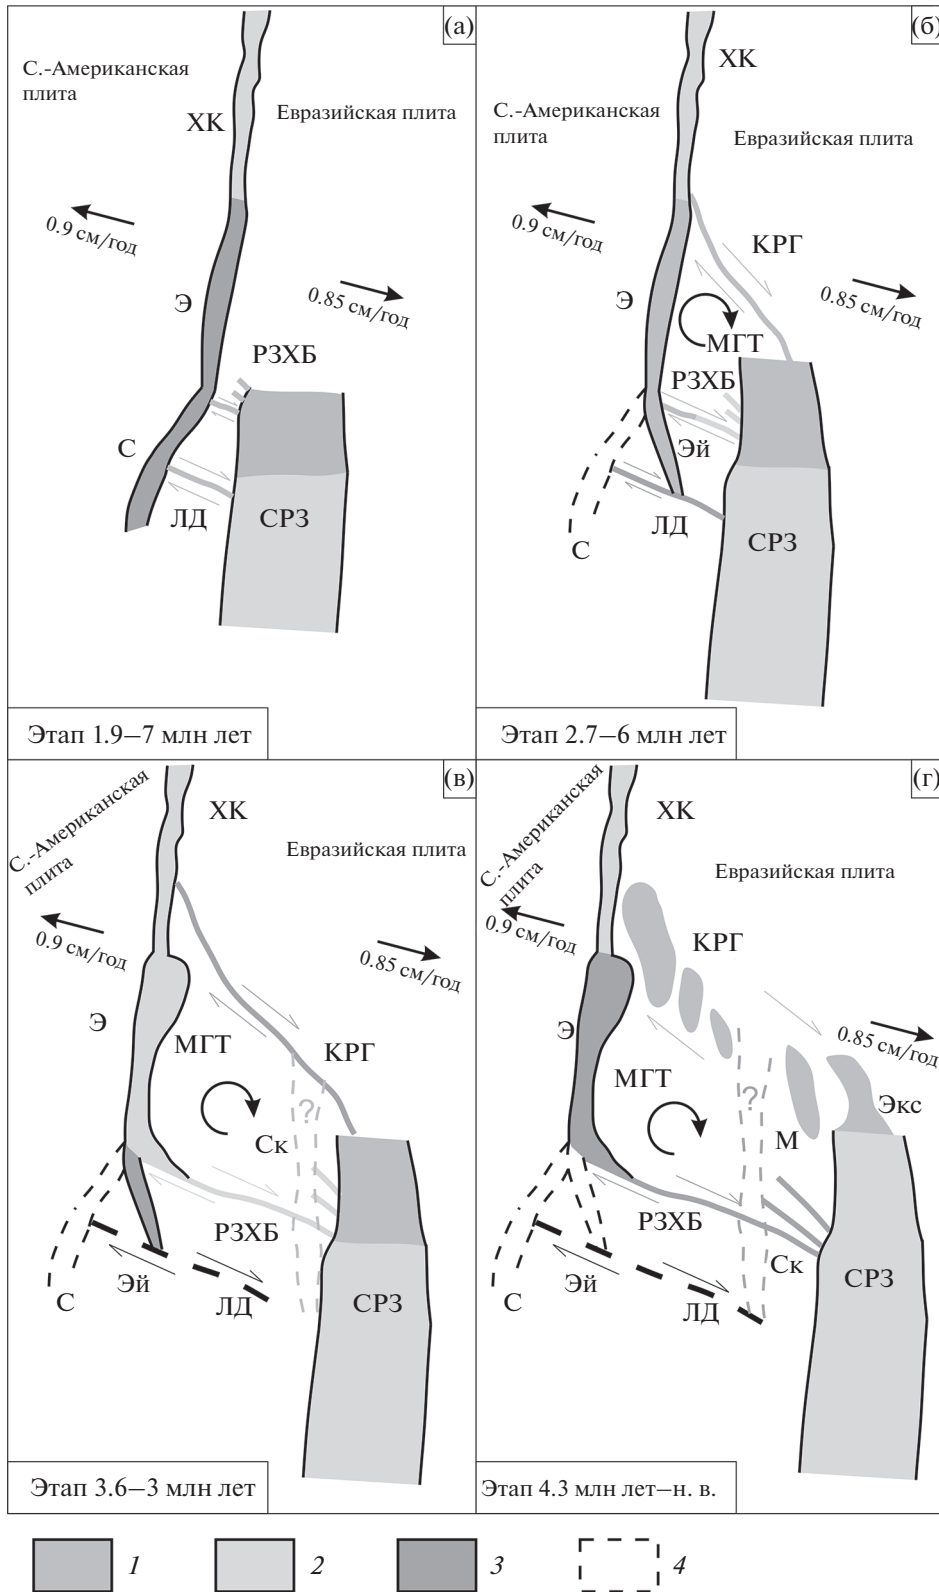 (а)
С.-Американская
плита
ХК
Евразийская плита
0.9 см/год
Э
0.85 см/год
РЗХБ
С
ЛД
СРЗ
Этап 1.9–7 млн лет
(б)
ХК
С.-Американская
плита
Евразийская плита
КРГ
0.9 см/год
0.85 см/год
Э
МГТ
РЗХБ
Эй
ЛД
С
СРЗ
Этап 2.7–6 млн лет
(в)
С.-Американская
плита
ХК
Евразийская плита
0.9 см/год
0.85 см/год
Э
МГТ
КРГ
?
Ск
РЗХБ
Эй
С
ЛД
СРЗ
Этап 3.6–3 млн лет
(г)
С.-Американская
плита
ХК
Евразийская плита
0.9 см/год
КРГ
Э
0.85 см/год
МГТ
?
Экс
М
РЗХБ
Ск
Эй
С
ЛД
СРЗ
Этап 4.3 млн лет–н. в.
1
2
3
4